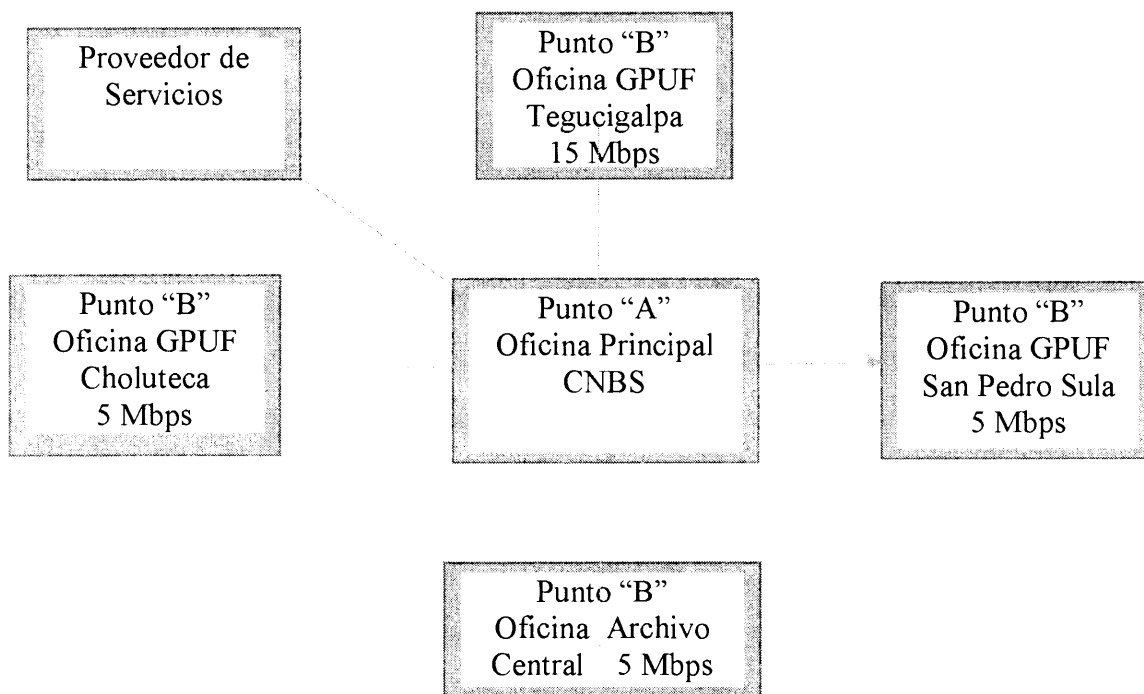 Proveedor de
Servicios
Punto “B”
Oficina GPUF
Tegucigalpa
15 Mbps
Punto “B”
Oficina GPUF
Choluteca
5 Mbps
Punto “A”
Oficina Principal
CNBS
Punto “B”
Oficina GPUF
San Pedro Sula
5 Mbps
Punto “B”
Oficina Archivo
Central 5 Mbps